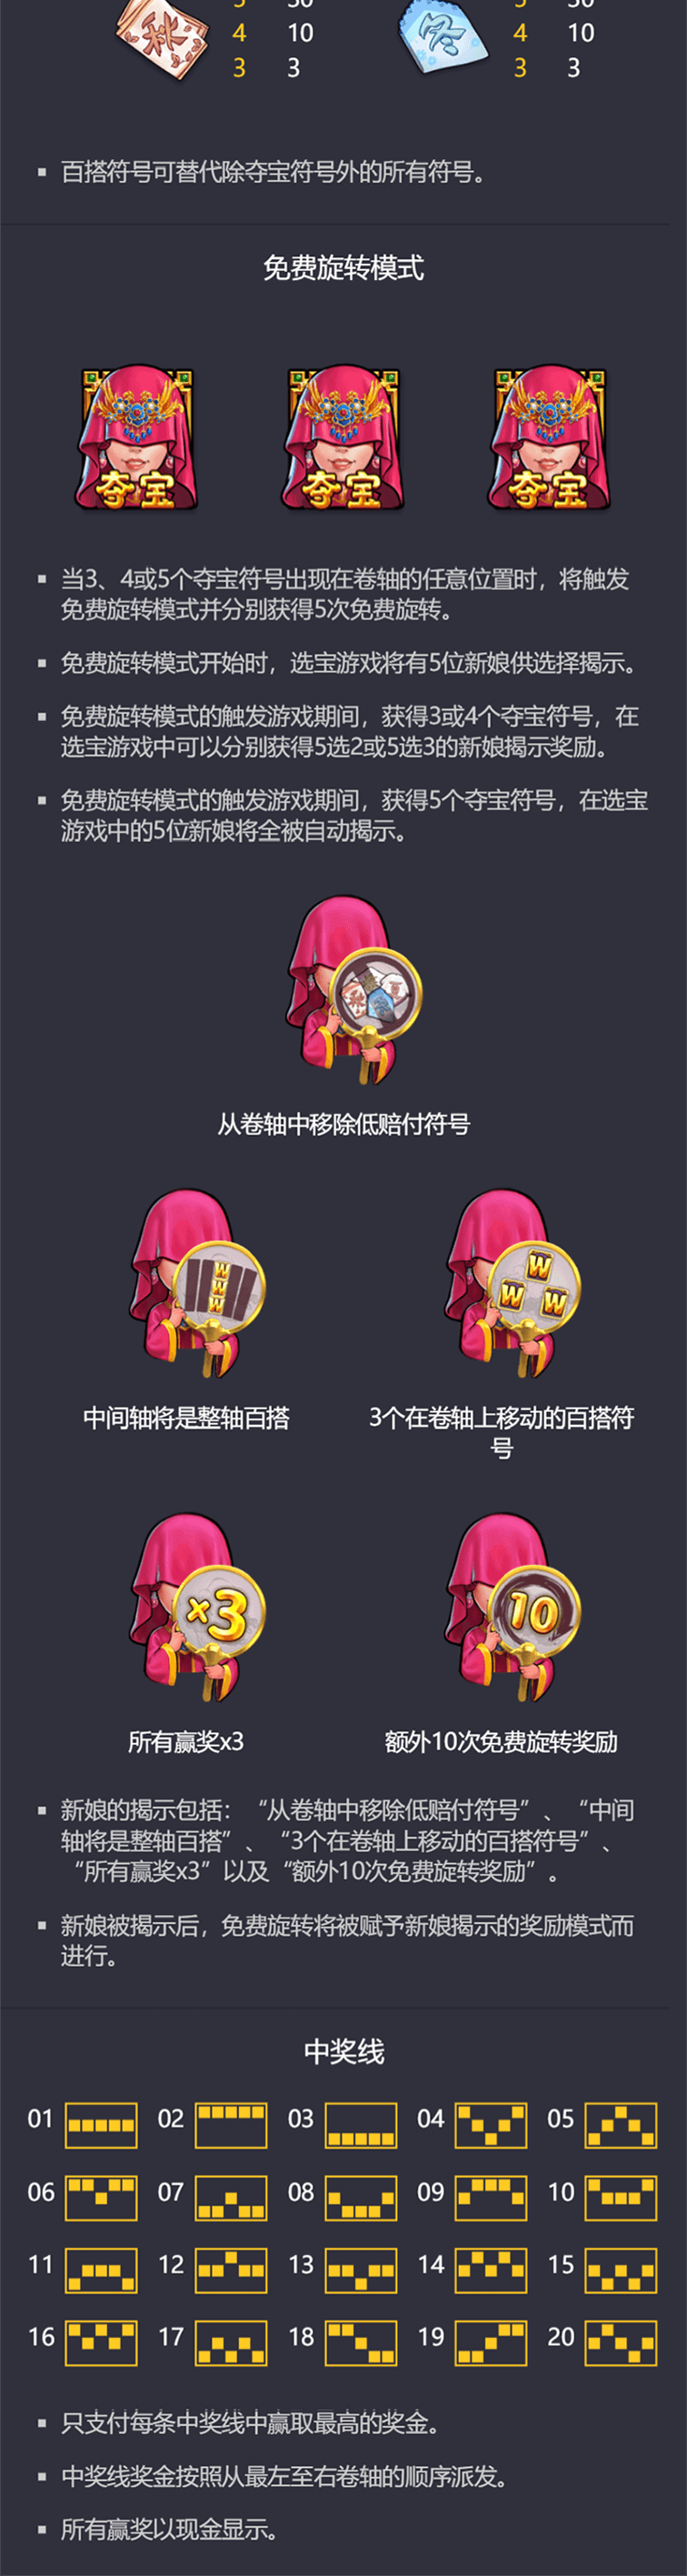 秋
4 10
4 10
3 3
3 3
百搭符号可替代除夺宝符号外的所有符号。
免费旋转模式
夺宝
夺宝
夺宝
当3、4或5个夺宝符号出现在卷轴的任意位置时，将触发
免费旋转模式并分别获得5次免费旋转。
免费旋转模式开始时，选宝游戏将有5位新娘供选择揭示。
免费旋转模式的触发游戏期间，获得3或4个夺宝符号，在
选宝游戏中可以分别获得5选2或5选3的新娘揭示奖励。
免费旋转模式的触发游戏期间，获得5个夺宝符号，在选宝
游戏中的5位新娘将全被自动揭示。
从卷轴中移除低赔付符号
W
W
W
W
W W
中间轴将是整轴百搭
3个在卷轴上移动的百搭符
号
×3
10
所有赢奖x3
额外10次免费旋转奖励
新娘的揭示包括：“从卷轴中移除低赔付符号”、“中间
轴将是整轴百搭”、“3个在卷轴上移动的百搭符号”、
“所有赢奖x3”以及“额外10次免费旋转奖励”。
新娘被揭示后，免费旋转将被赋予新娘揭示的奖励模式而
进行。
中奖线
01 02 03 04 05
06 07 08 09 10
11 12 13 14 15
16 17 18 19 20
只支付每条中奖线中赢取最高的奖金。
中奖线奖金按照从最左至右卷轴的顺序派发。
所有赢奖以现金显示。